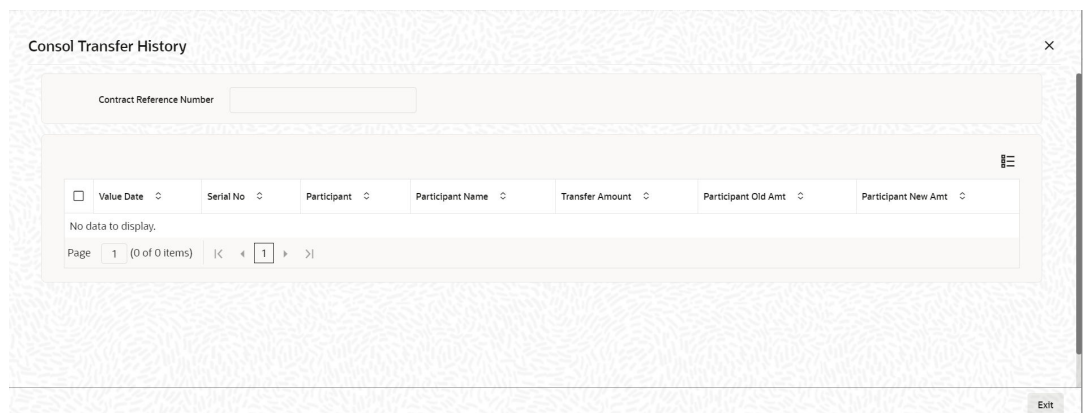 Consol Transfer History
Contract Reference Number
Value Date Serial No Participant Participant Name Transfer Amount Participant Old Amt Participant New Amt
No data to display.
Page 1 (0 of 0 items) 1
Exit